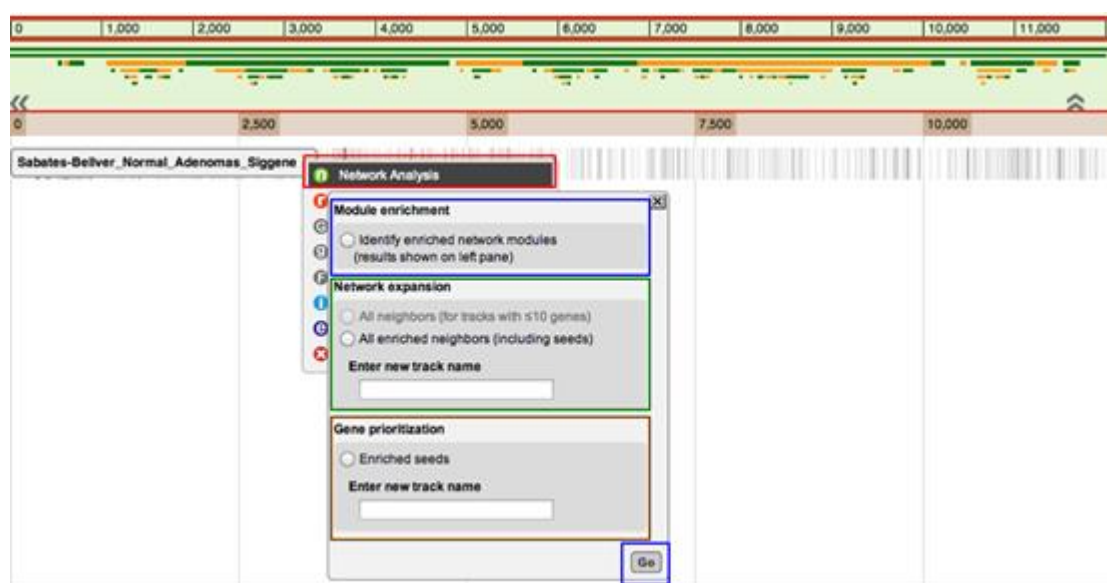 0 1,000 2,000 3,000 4,000 5,000 6,000 7,000 8,000 9,000 10,000 11,000
0 2,500 5,000 7,500 10,000
Sabates-Bellver_Normal_Adenomas_Siggene
n Network Analysis
Module enrichment
Identify enriched network modules
(results shown on left pane)
Network expansion
All neighbors (for tracks with ≤10 genes)
All enriched neighbors (including seeds)
Enter new track name
Gene prioritization
Enriched seeds
Enter new track name
Go